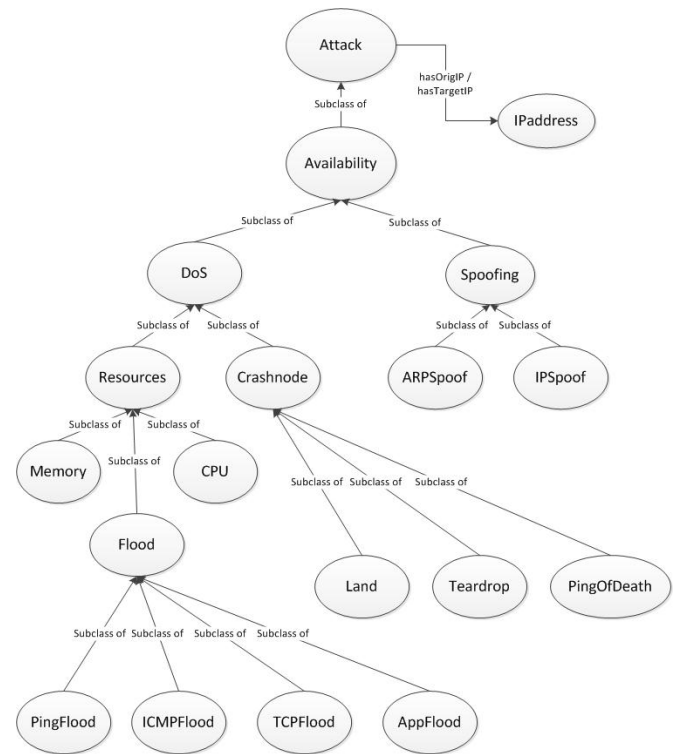 Attack
hasOrigIP /
hasTargetIP
Subclass of
IPaddress
Availability
Subclass of
Subclass of
DoS
Spoofing
Subclass of
Subclass of
Subclass of
Subclass of
Resources
Crashnode
ARPSpoof
IPSpoof
Subclass of
Subclass of
Subclass of
Memory
CPU
Subclass of
Subclass of
Subclass of
Flood
Land
Teardrop
PingOfDeath
Subclass of
Subclass of
Subclass of
Subclass of
PingFlood
ICMPFlood
TCPFlood
AppFlood